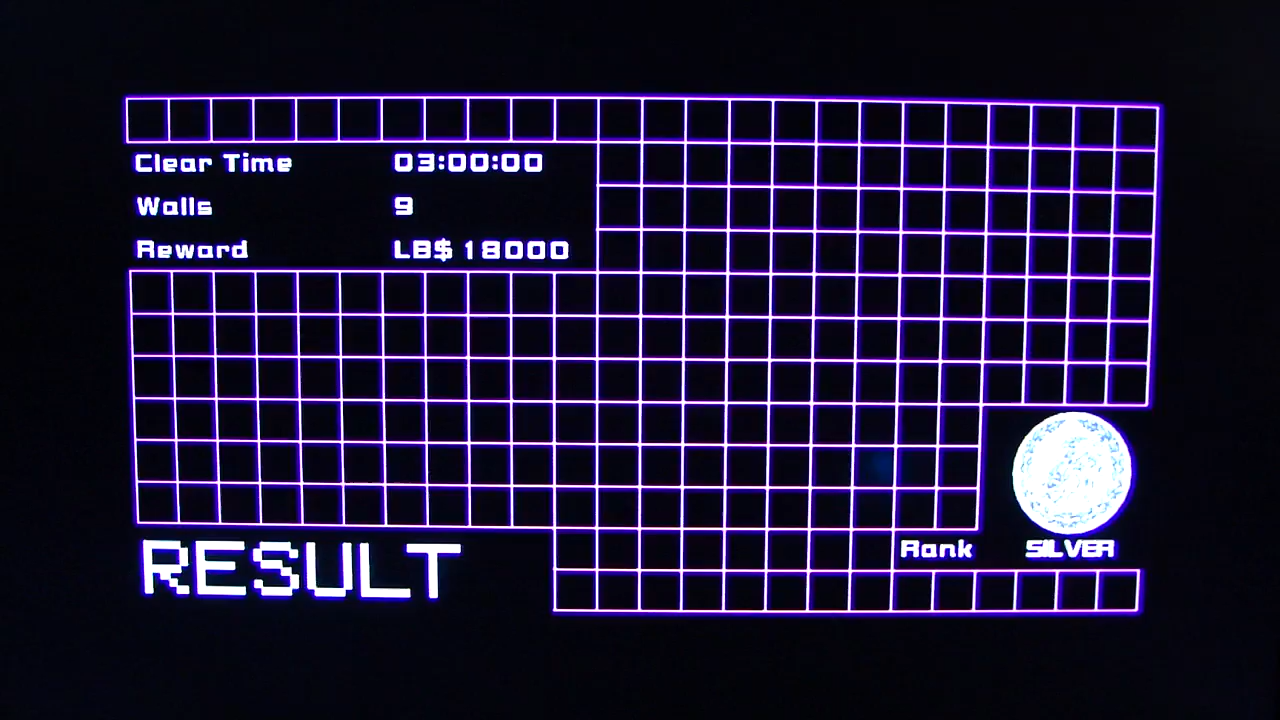 Clear Time 03:00:00
Walls 9
Reward LB$ 18000
RESULT
Rank SILVER